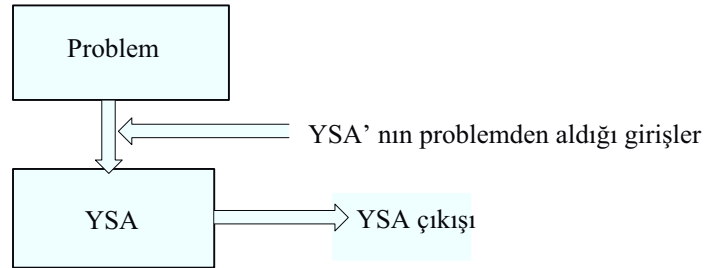 Problem
YSA’ nın problemden aldığı girişler
YSA
YSA çıkışı